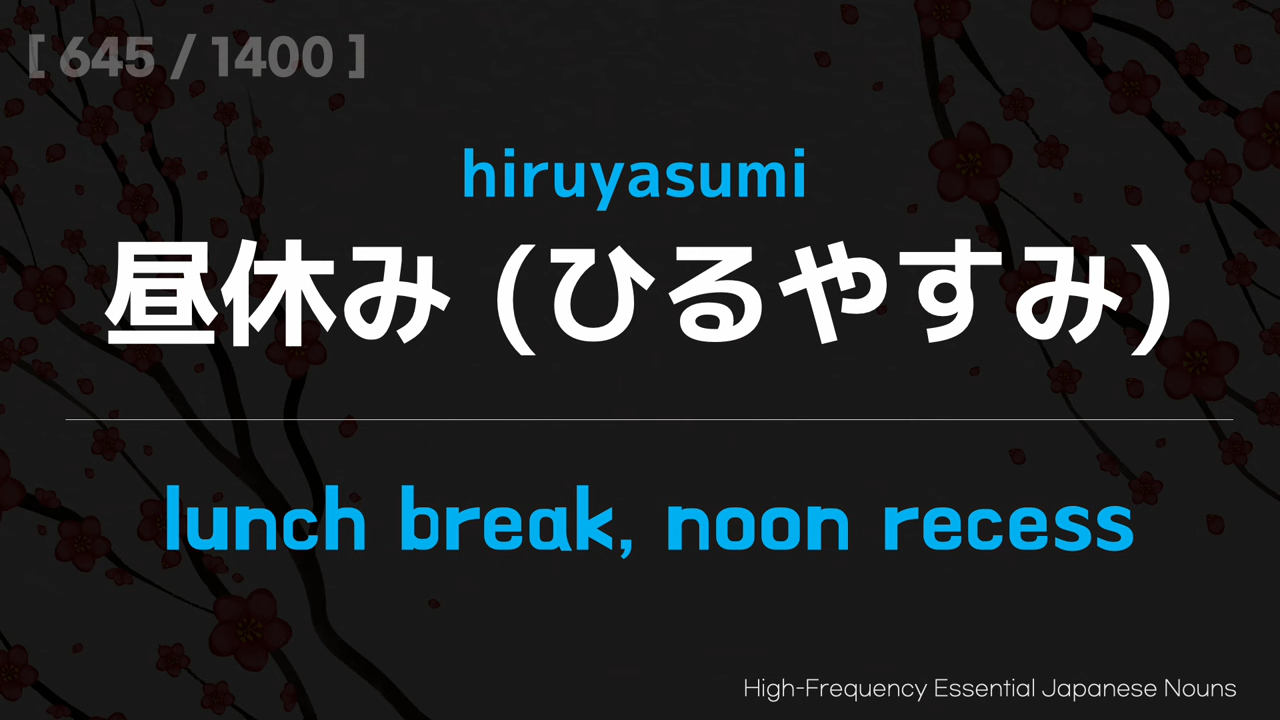 [ 645 / 1400 ]
hiruyasumi
昼休み (ひるやすみ)
lunch break, noon recess
High-Frequency Essential Japanese Nouns